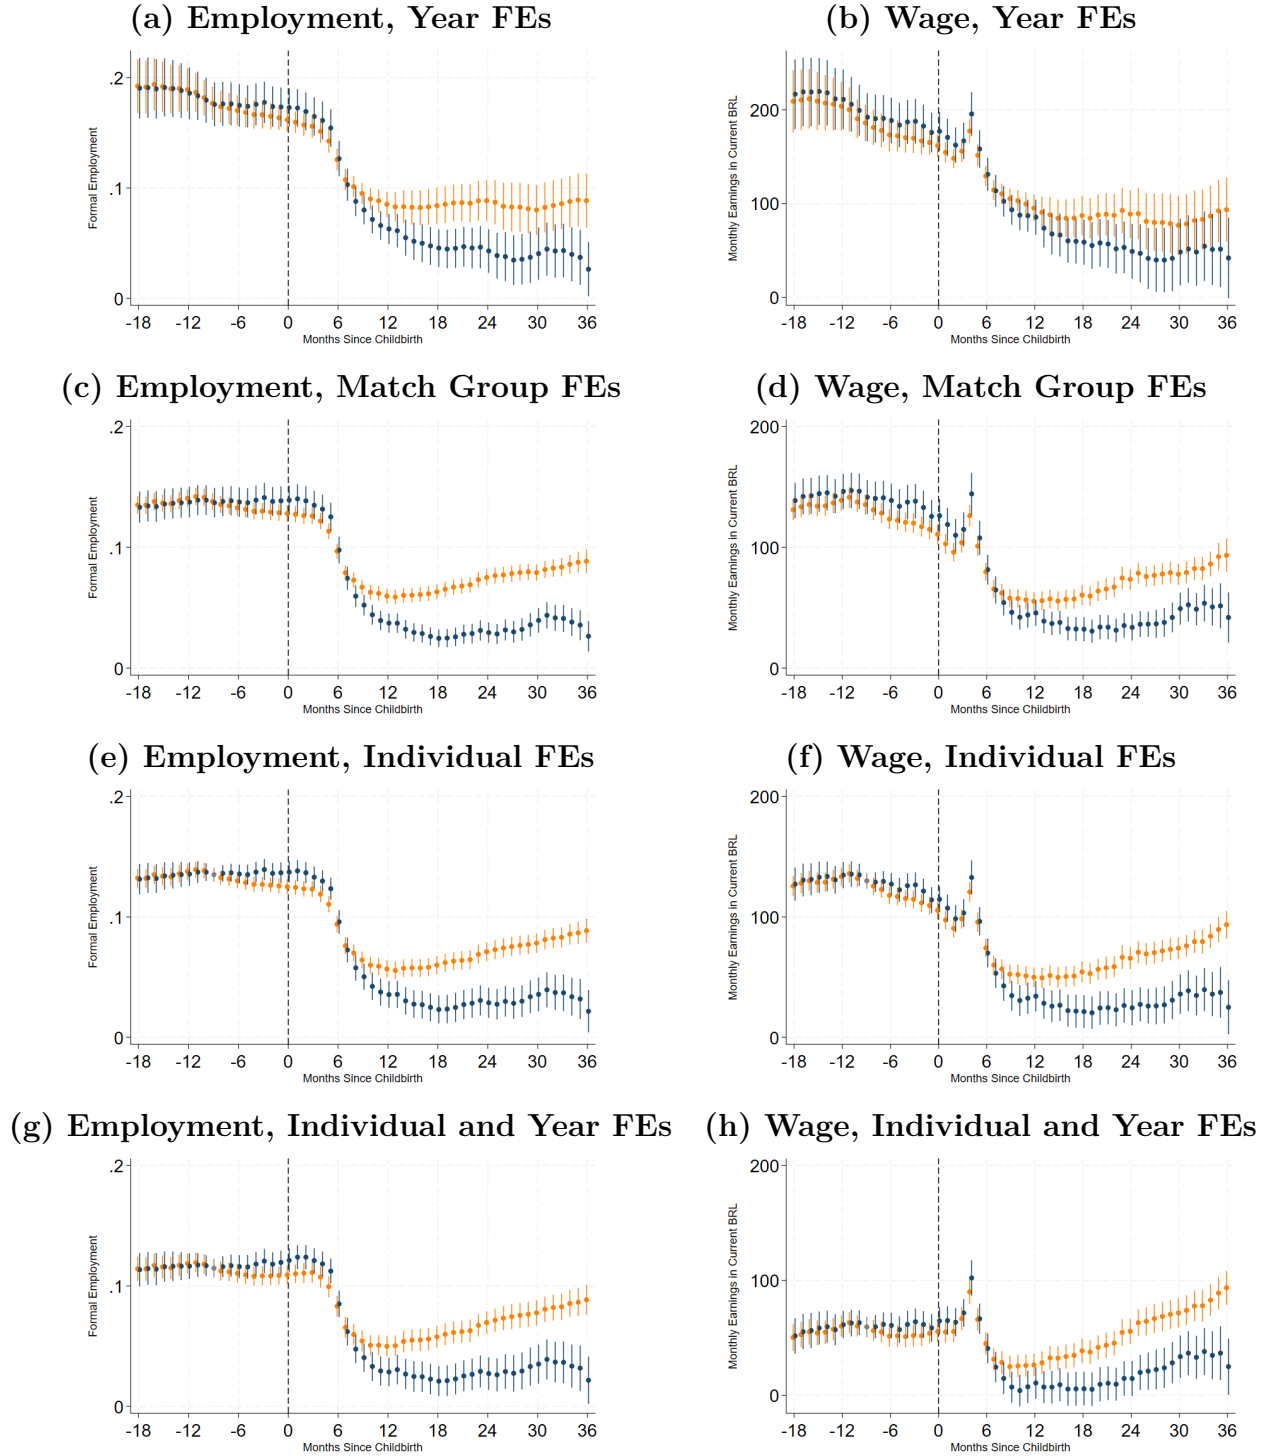 (a) Employment, Year FEs
(b) Wage, Year FEs
Formal Employment
.2
.1
0
-18 -12 -6 0 6 12 18 24 30 36
Months Since Childbirth
Monthly Earnings in Current BRL
200
100
0
-18 -12 -6 0 6 12 18 24 30 36
Months Since Childbirth
(c) Employment, Match Group FEs
(d) Wage, Match Group FEs
Formal Employment
.2
.1
0
-18 -12 -6 0 6 12 18 24 30 36
Months Since Childbirth
Monthly Earnings in Current BRL
200
100
0
-18 -12 -6 0 6 12 18 24 30 36
Months Since Childbirth
(e) Employment, Individual FEs
(f) Wage, Individual FEs
Formal Employment
.2
.1
0
-18 -12 -6 0 6 12 18 24 30 36
Months Since Childbirth
Monthly Earnings in Current BRL
200
100
0
-18 -12 -6 0 6 12 18 24 30 36
Months Since Childbirth
(g) Employment, Individual and Year FEs
(h) Wage, Individual and Year FEs
Formal Employment
.2
.1
0
-18 -12 -6 0 6 12 18 24 30 36
Months Since Childbirth
Monthly Earnings in Current BRL
200
100
0
-18 -12 -6 0 6 12 18 24 30 36
Months Since Childbirth